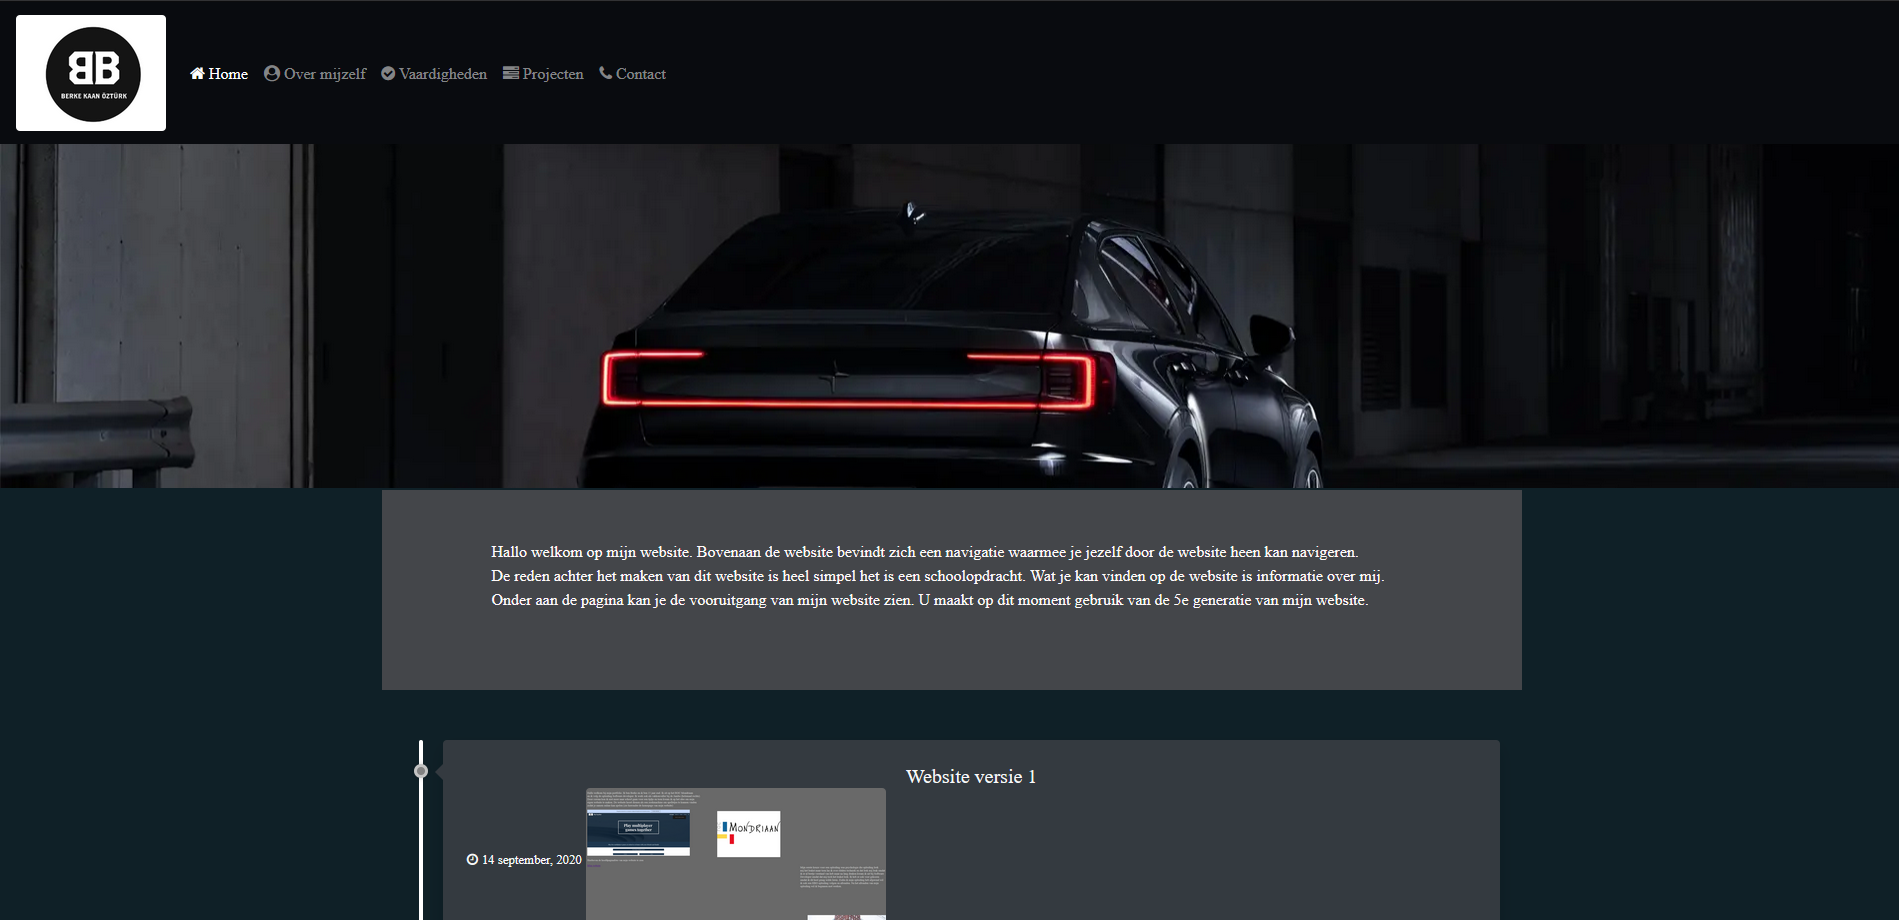 BB
BERKE KAAN ÖZTÜRK
Home Over mijzelf Vaardigheden Projecten Contact
Hallo welkom op mijn website. Bovenaan de website bevindt zich een navigatie waarmee je jezelf door de website heen kan navigeren.
De reden achter het maken van dit website is heel simpel het is een schoolopdracht. Wat je kan vinden op de website is informatie over mij.
Onder aan de pagina kan je de vooruitgang van mijn website zien. U maakt op dit moment gebruik van de 5e generatie van mijn website.
Website versie 1
Play multiplayer
games together
MONDRIAAN
14 september, 2020